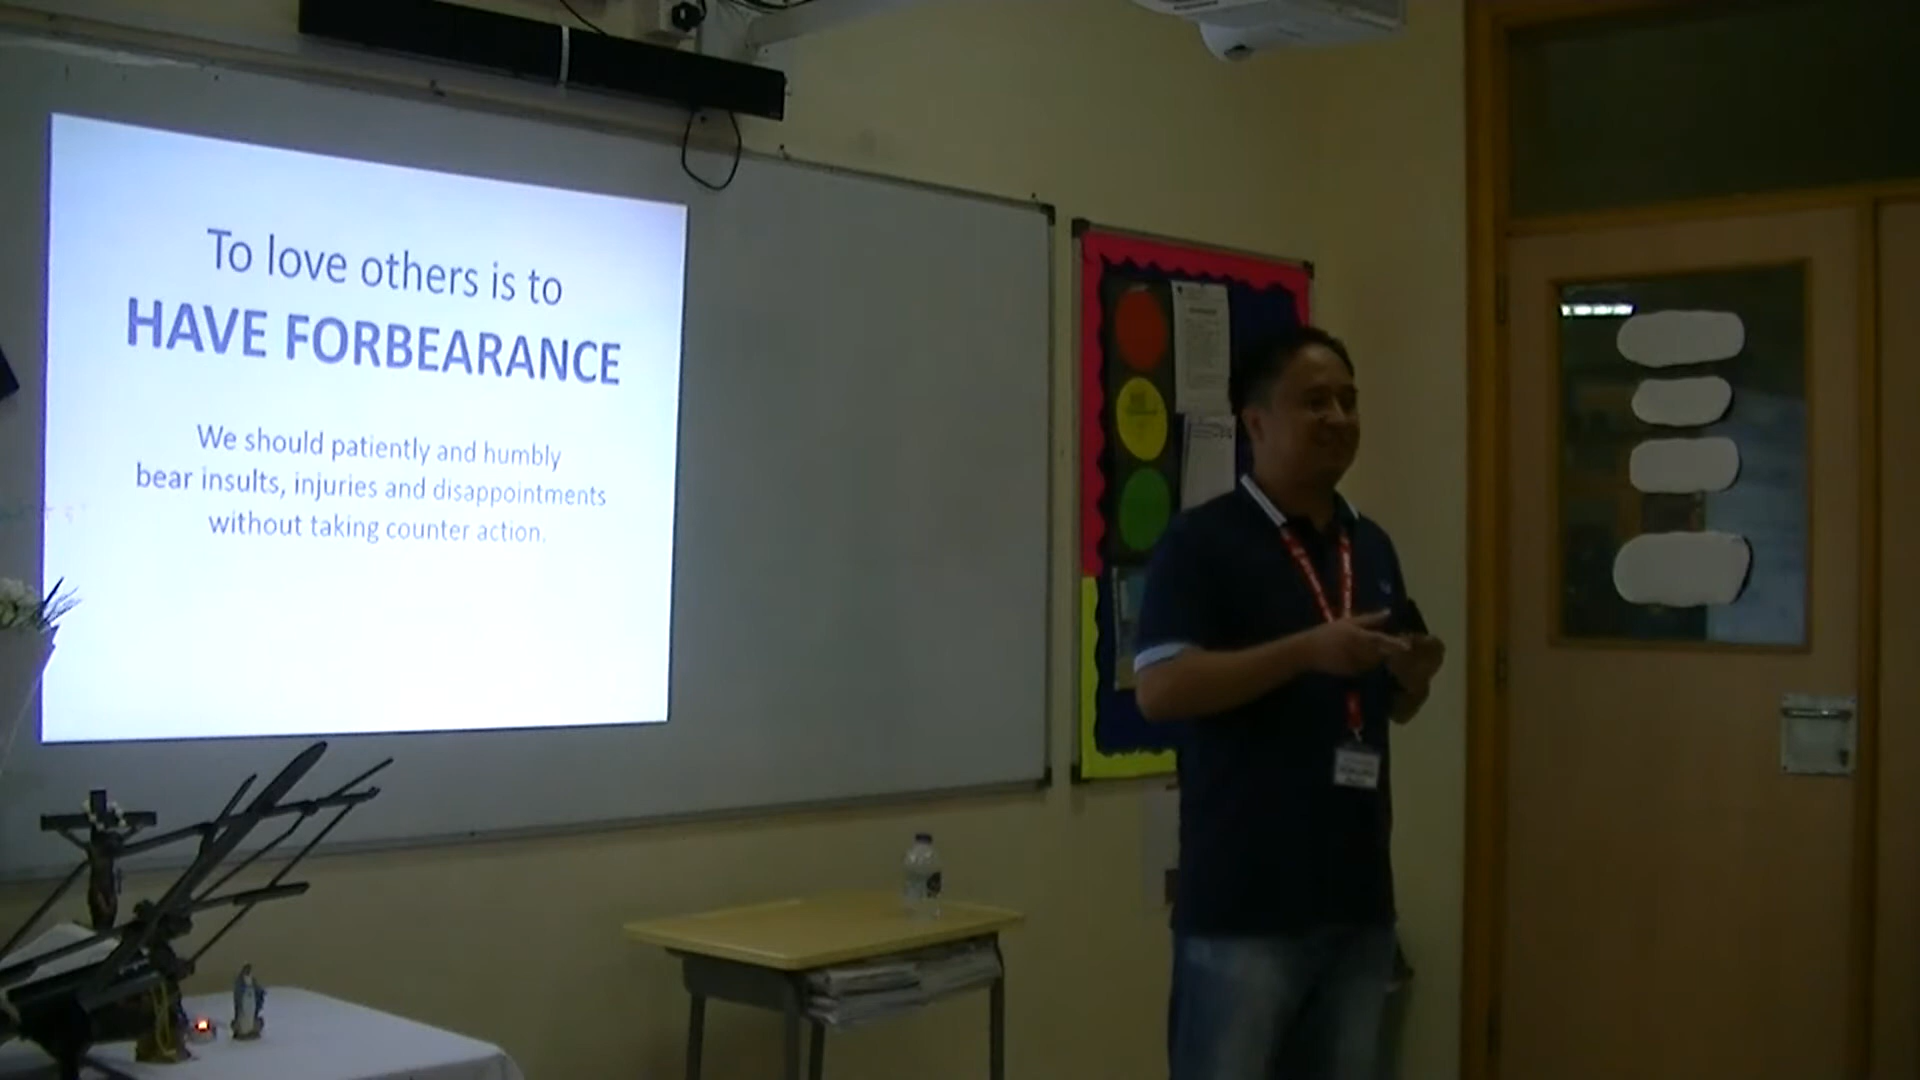 To love others is to
HAVE FORBEARANCE
We should patiently and humbly
bear insults, injuries and disappointments
without taking counter action.